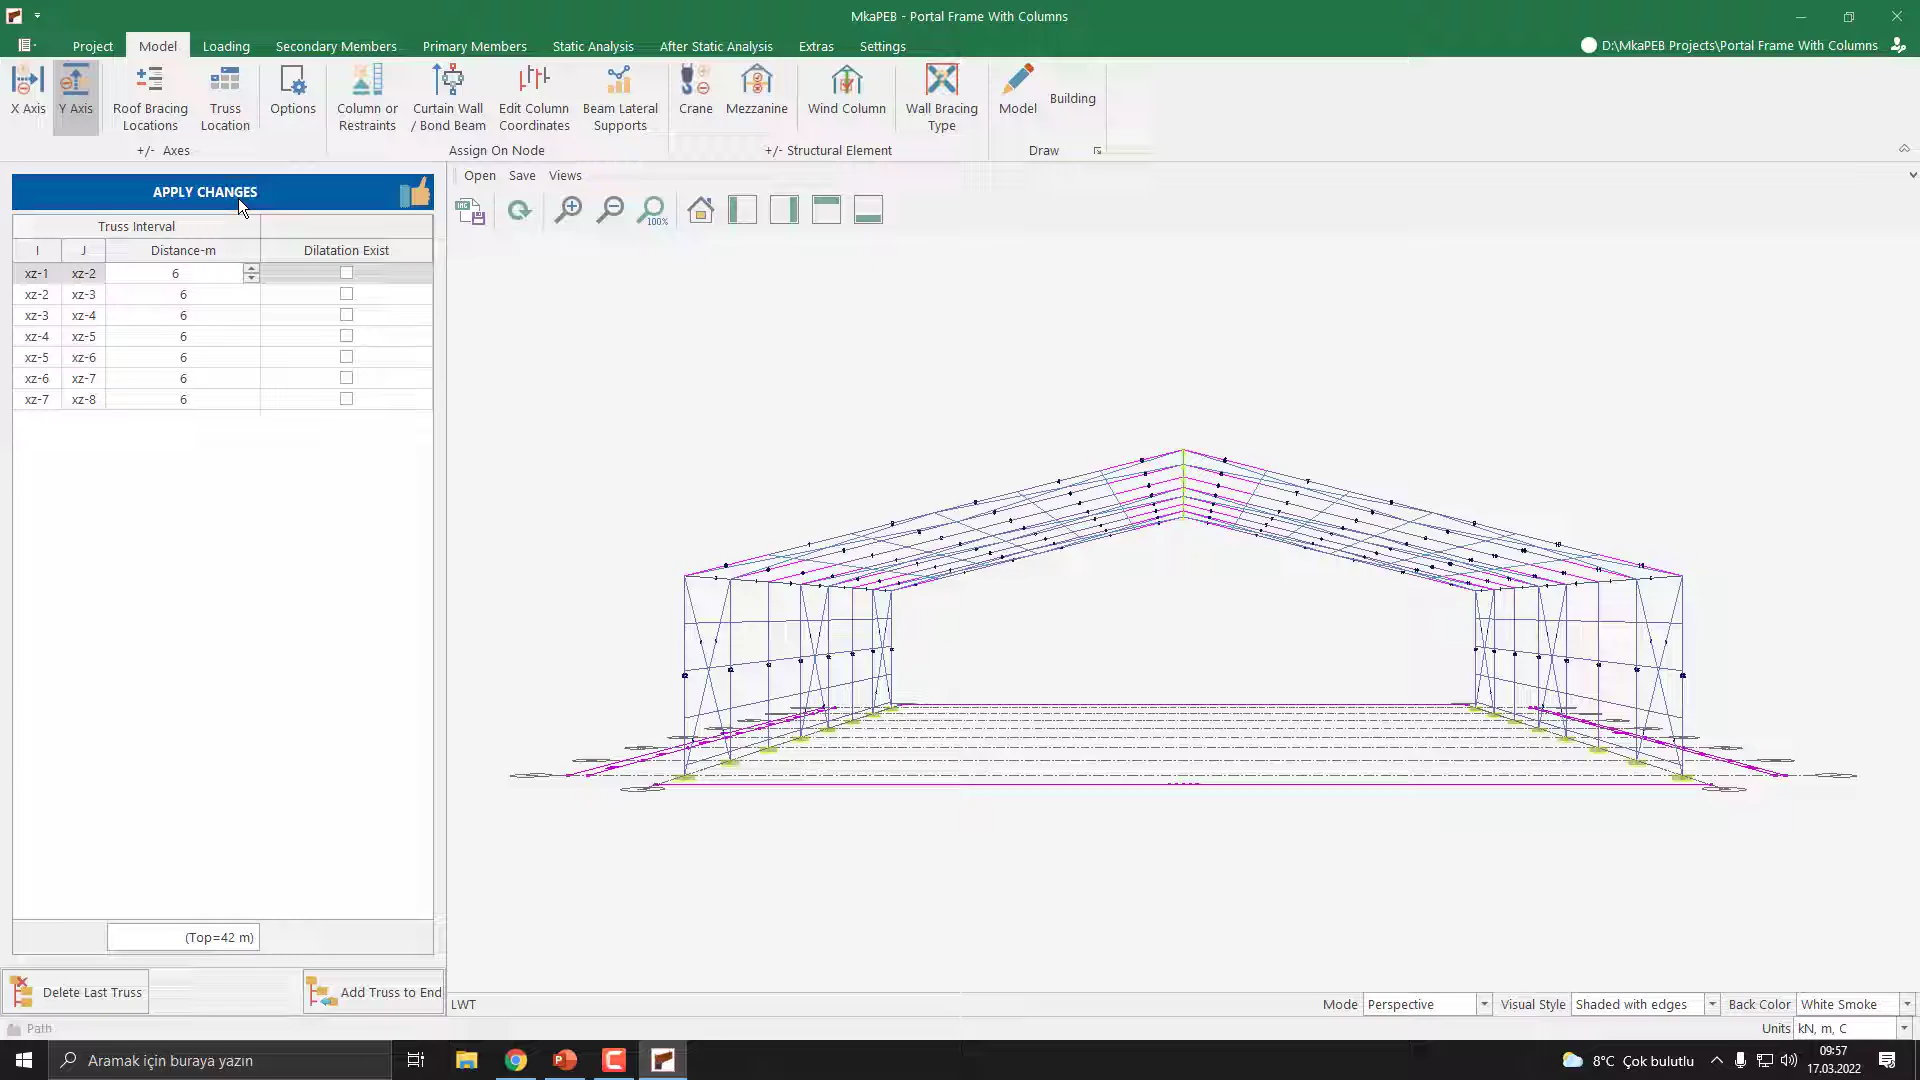 MkaPEB - Portal Frame With Columns
Project Model Loading Secondary Members Primary Members Static Analysis After Static Analysis Extras Settings
D:\MkaPEB Projects\Portal Frame With Columns
X Axis
Y Axis
Roof Bracing Locations
Truss Location
Options
Column or Restraints
Curtain Wall / Bond Beam
Edit Column Coordinates
Beam Lateral Supports
Crane
Mezzanine
Wind Column
Wall Bracing Type
Model
Building
+/- Axes
Assign On Node
+/- Structural Element
Draw
APPLY CHANGES
Open Save Views
IMG
100%
Truss Interval
I J Distance-m Dilatation Exist
xz-1 xz-2 6
xz-2 xz-3 6
xz-3 xz-4 6
xz-4 xz-5 6
xz-5 xz-6 6
xz-6 xz-7 6
xz-7 xz-8 6
(Top=42 m)
Delete Last Truss
Add Truss to End
LWT
Mode Perspective Visual Style Shaded with edges Back Color White Smoke
Path
Units kN, m, C
Aramak için buraya yazın
8°C Çok bulutlu
09:57
17.03.2022